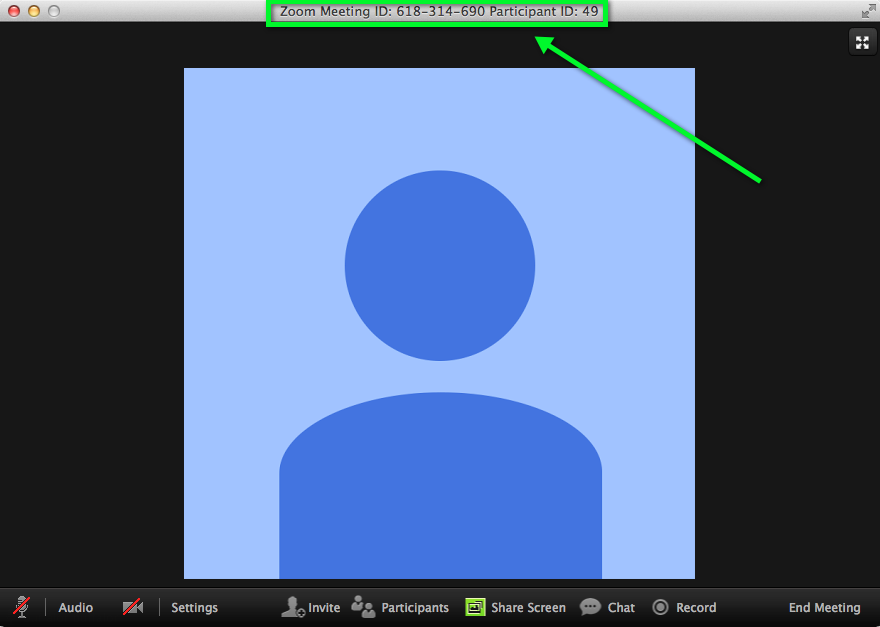 Zoom Meeting ID: 618-314-690 Participant ID: 49
Audio Settings Invite Participants Share Screen Chat Record End Meeting